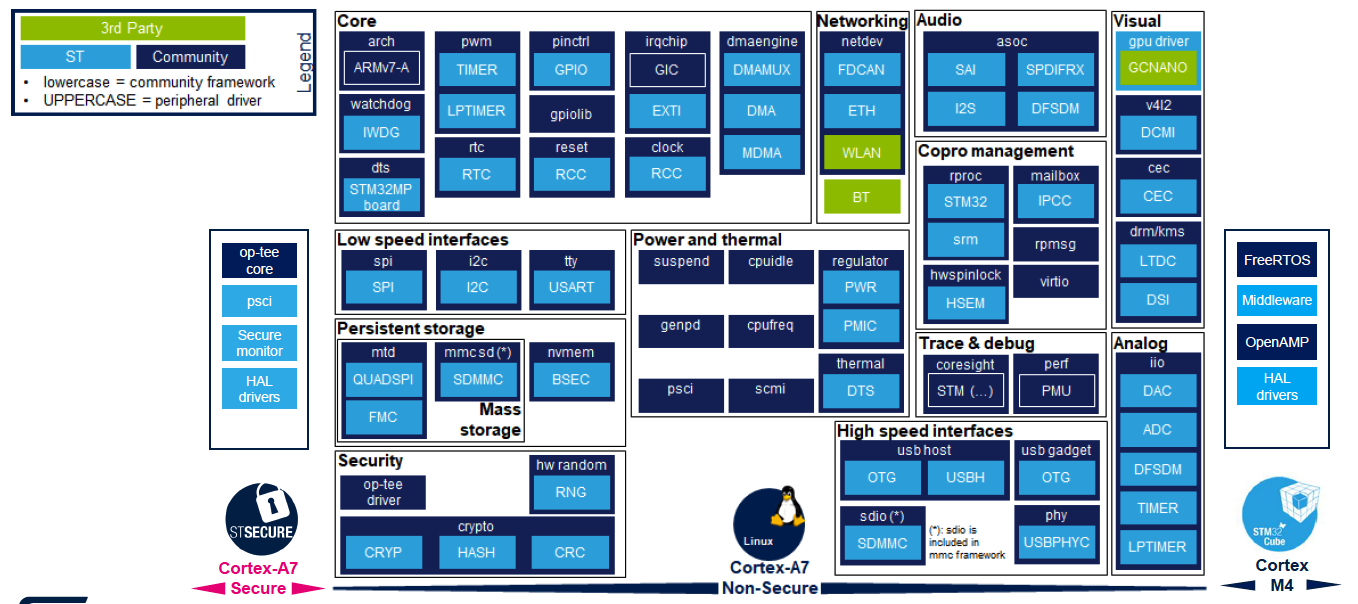 3rd Party
ST
Community
Legend
• lowercase = community framework
• UPPERCASE = peripheral driver
Core
arch
ARMv7-A
watchdog
IWDG
dts
STM32MP
board
pwm
TIMER
LPTIMER
rtc
RTC
pinctrl
GPIO
gpiolib
reset
RCC
irqchip
GIC
EXTI
clock
RCC
dmaengine
DMAMUX
DMA
MDMA
Networking
netdev
FDCAN
ETH
WLAN
BT
Audio
asoc
SAI
SPDIFRX
I2S
DFSDM
Visual
gpu driver
GCNANO
v4l2
DCMI
cec
CEC
drm/kms
LTDC
DSI
Copro management
rproc
STM32
srm
hwspinlock
HSEM
mailbox
IPCC
rpmsg
virtio
op-tee
core
psci
Secure
monitor
HAL
drivers
Low speed interfaces
spi
SPI
i2c
I2C
tty
USART
Power and thermal
suspend
cpuidle
regulator
PWR
PMIC
genpd
cpufreq
thermal
DTS
psci
scmi
Persistent storage
mtd
QUADSPI
FMC
mmc sd (*)
SDMMC
Mass
storage
nvmem
BSEC
Trace & debug
coresight
STM (...)
perf
PMU
Analog
iio
DAC
ADC
DFSDM
TIMER
LPTIMER
Security
op-tee
driver
hw random
RNG
crypto
CRYP
HASH
CRC
High speed interfaces
usb host
OTG
USBH
usb gadget
OTG
sdio (*)
SDMMC
(*): sdio is
included in
mmc framework
phy
USBPHYC
FreeRTOS
Middleware
OpenAMP
HAL
drivers
STSECURE
Cortex-A7
Secure
Linux
Cortex-A7
Non-Secure
STM32
Cube
Cortex
M4